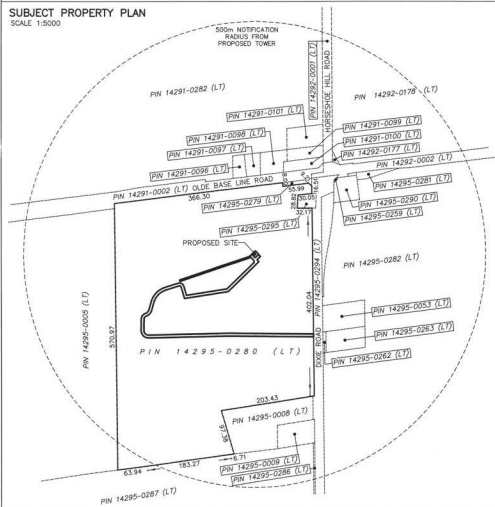 SUBJECT PROPERTY PLAN
SCALE 1:5000
500m NOTIFICATION
RADIUS FROM
PROPOSED TOWER
PIN 14291-0282 (LT)
PIN 14292-0001 (LT)
HORSESHOE HILL ROAD
PIN 14292-0178 (LT)
PIN 14291-0101 (LT)
PIN 14291-0098 (LT)
PIN 14291-0097 (LT)
PIN 14291-0096 (LT)
PIN 14291-0099 (LT)
PIN 14291-0100 (LT)
PIN 14292-0177 (LT)
PIN 14292-0002 (LT)
PIN 14291-0002 (LT) OLDE BASE LINE ROAD
366.30
55.99
16.51
28.82
30.05
32.17
PIN 14295-0281 (LT)
PIN 14295-0290 (LT)
PIN 14295-0259 (LT)
PIN 14295-0279 (LT)
PIN 14295-0295 (LT)
PROPOSED SITE
PIN 14295-0294 (LT)
PIN 14295-0282 (LT)
402.04
PIN 14295-0005 (LT)
570.97
PIN 14295-0280 (LT)
DIXIE ROAD
PIN 14295-0053 (LT)
PIN 14295-0263 (LT)
PIN 14295-0262 (LT)
203.43
PIN 14295-0008 (LT)
97.38
6.71
183.27
63.94
PIN 14295-0009 (LT)
PIN 14295-0286 (LT)
PIN 14295-0287 (LT)